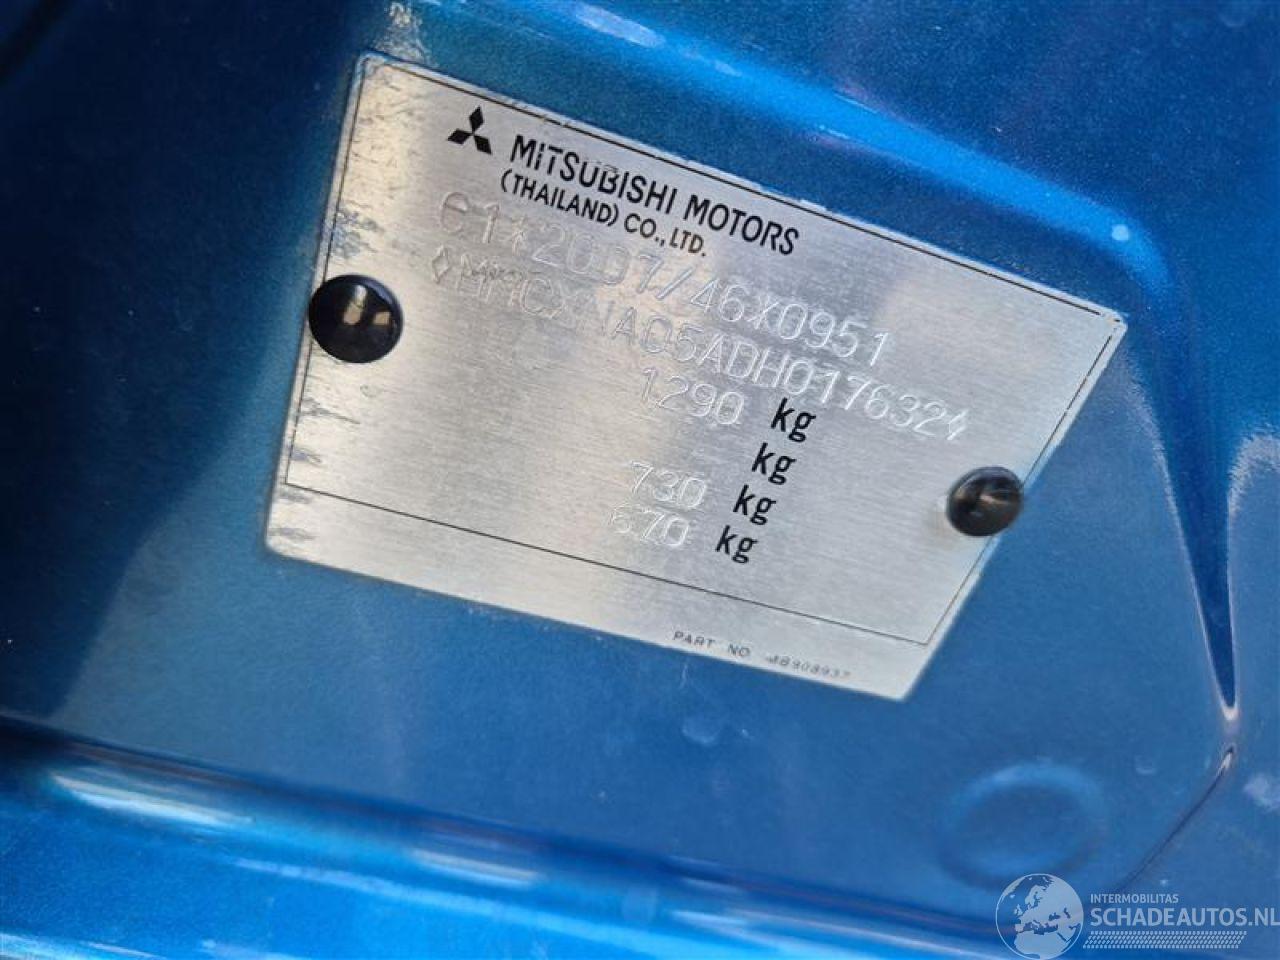 MITSUBISHI MOTORS
(THAILAND) CO., LTD.
e1*2007/46*0951
◊MMCXNA05ADH017632◊
1290 kg
kg
730 kg
670 kg
PART NO MB908937
INTERMOBILITAS
SCHADEAUTOS.NL